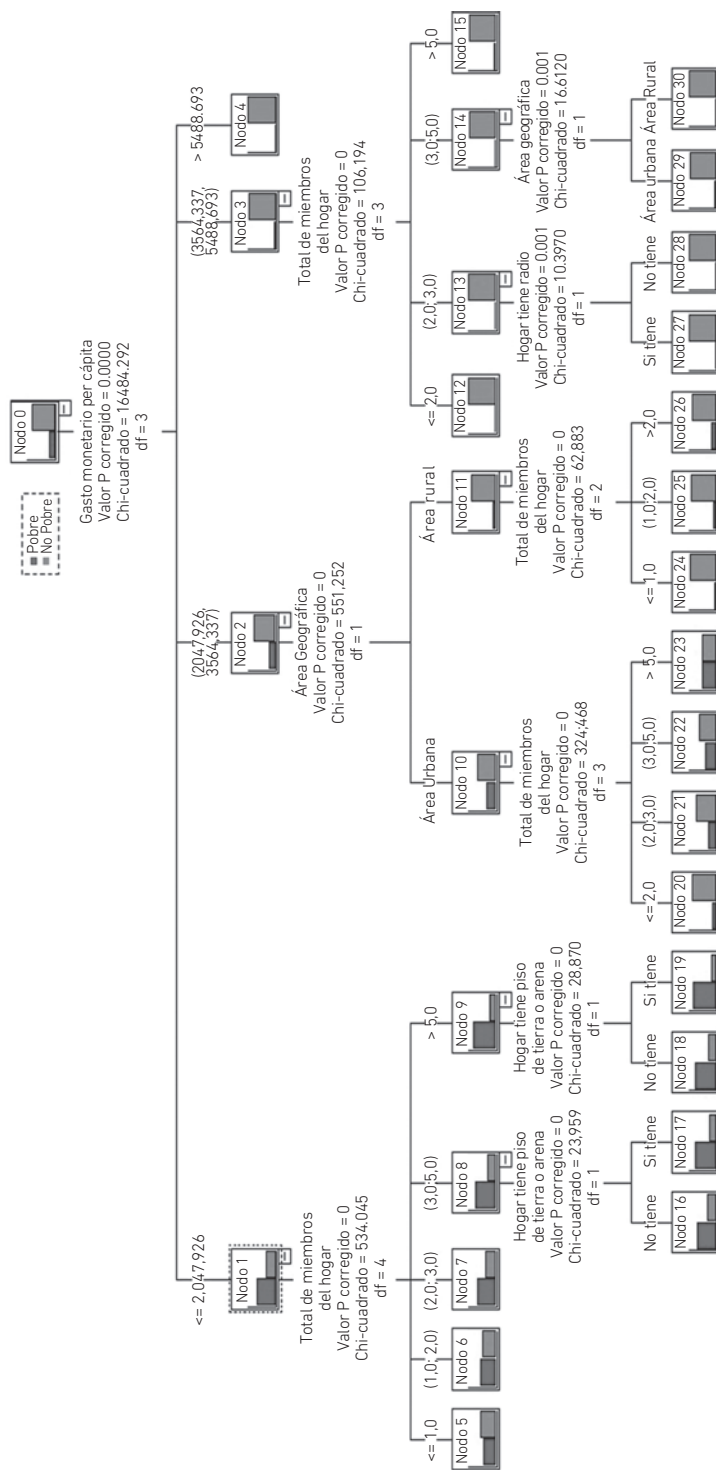 Nodo 0
Pobre
No Pobre
Gasto monetario per cápita
Valor P corregido = 0.0000
Chi-cuadrado = 16484.292
df = 3
<= 2,047,926
(2047,926,
3564,337)
(3564,337,
5488,693)
> 5488.693
Nodo 1
Total de miembros
del hogar
Valor P corregido = 0
Chi-cuadrado = 534.045
df = 4
Nodo 2
Área Geográfica
Valor P corregido = 0
Chi-cuadrado = 551,252
df = 1
Nodo 3
Total de miembros
del hogar
Valor P corregido = 0
Chi-cuadrado = 106,194
df = 3
Nodo 4
<= 1,0
(1,0; 2,0)
(2,0; 3,0)
(3,0;5,0)
> 5,0
Área Urbana
Área rural
<= 2,0
(2,0; 3,0)
(3,0;5,0)
> 5,0
Nodo 5
Nodo 6
Nodo 7
Nodo 8
Hogar tiene piso
de tierra o arena
Valor P corregido = 0
Chi-cuadrado = 23,959
df = 1
Nodo 9
Hogar tiene piso
de tierra o arena
Valor P corregido = 0
Chi-cuadrado = 28,870
df = 1
Nodo 10
Total de miembros
del hogar
Valor P corregido = 0
Chi-cuadrado = 324;468
df = 3
Nodo 11
Total de miembros
del hogar
Valor P corregido = 0
Chi-cuadrado = 62,883
df = 2
Nodo 12
Nodo 13
Hogar tiene radio
Valor P corregido = 0.001
Chi-cuadrado = 10.3970
df = 1
Nodo 14
Área geográfica
Valor P corregido = 0.001
Chi-cuadrado = 16.6120
df = 1
Nodo 15
No tiene
Si tiene
No tiene
Si tiene
<= 2,0
(2,0;3,0)
(3,0;5,0)
> 5,0
<= 1,0
(1,0;2,0)
>2,0
Si tiene
No tiene
Área urbana
Área Rural
Nodo 16
Nodo 17
Nodo 18
Nodo 19
Nodo 20
Nodo 21
Nodo 22
Nodo 23
Nodo 24
Nodo 25
Nodo 26
Nodo 27
Nodo 28
Nodo 29
Nodo 30